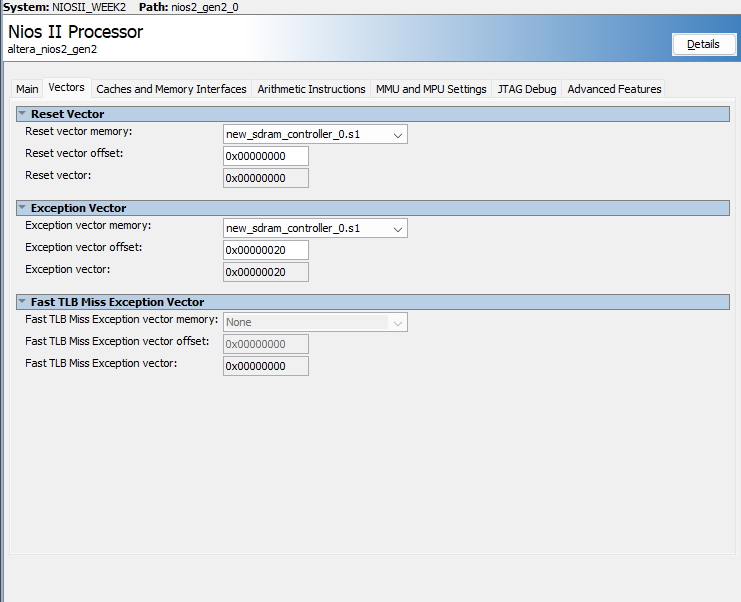 System: NIOSII_WEEK2 Path: nios2_gen2_0
Nios II Processor
altera_nios2_gen2
Details
Main Vectors Caches and Memory Interfaces Arithmetic Instructions MMU and MPU Settings JTAG Debug Advanced Features
Reset Vector
Reset vector memory: new_sdram_controller_0.s1
Reset vector offset: 0x00000000
Reset vector: 0x00000000
Exception Vector
Exception vector memory: new_sdram_controller_0.s1
Exception vector offset: 0x00000020
Exception vector: 0x00000020
Fast TLB Miss Exception Vector
Fast TLB Miss Exception vector memory: None
Fast TLB Miss Exception vector offset: 0x00000000
Fast TLB Miss Exception vector: 0x00000000